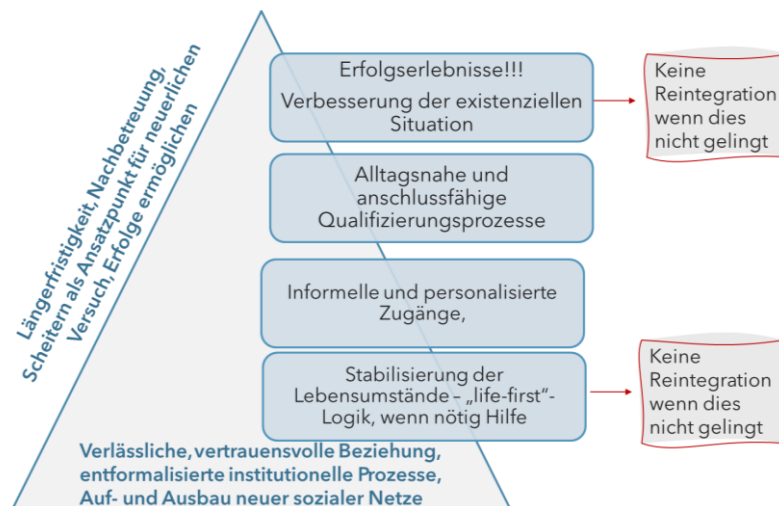 Längerfristigkeit, Nachbetreuung,
Scheitern als Ansatzpunkt für neuerlichen
Versuch, Erfolge ermöglichen
Erfolgserlebnisse!!!
Verbesserung der existenziellen
Situation
Keine
Reintegration
wenn dies
nicht gelingt
Alltagsnahe und
anschlussfähige
Qualifizierungsprozesse
Informelle und personalisierte
Zugänge,
Stabilisierung der
Lebensumstände – „life-first“-
Logik, wenn nötig Hilfe
Keine
Reintegration
wenn dies
nicht gelingt
Verlässliche, vertrauensvolle Beziehung,
entformalisierte institutionelle Prozesse,
Auf- und Ausbau neuer sozialer Netze